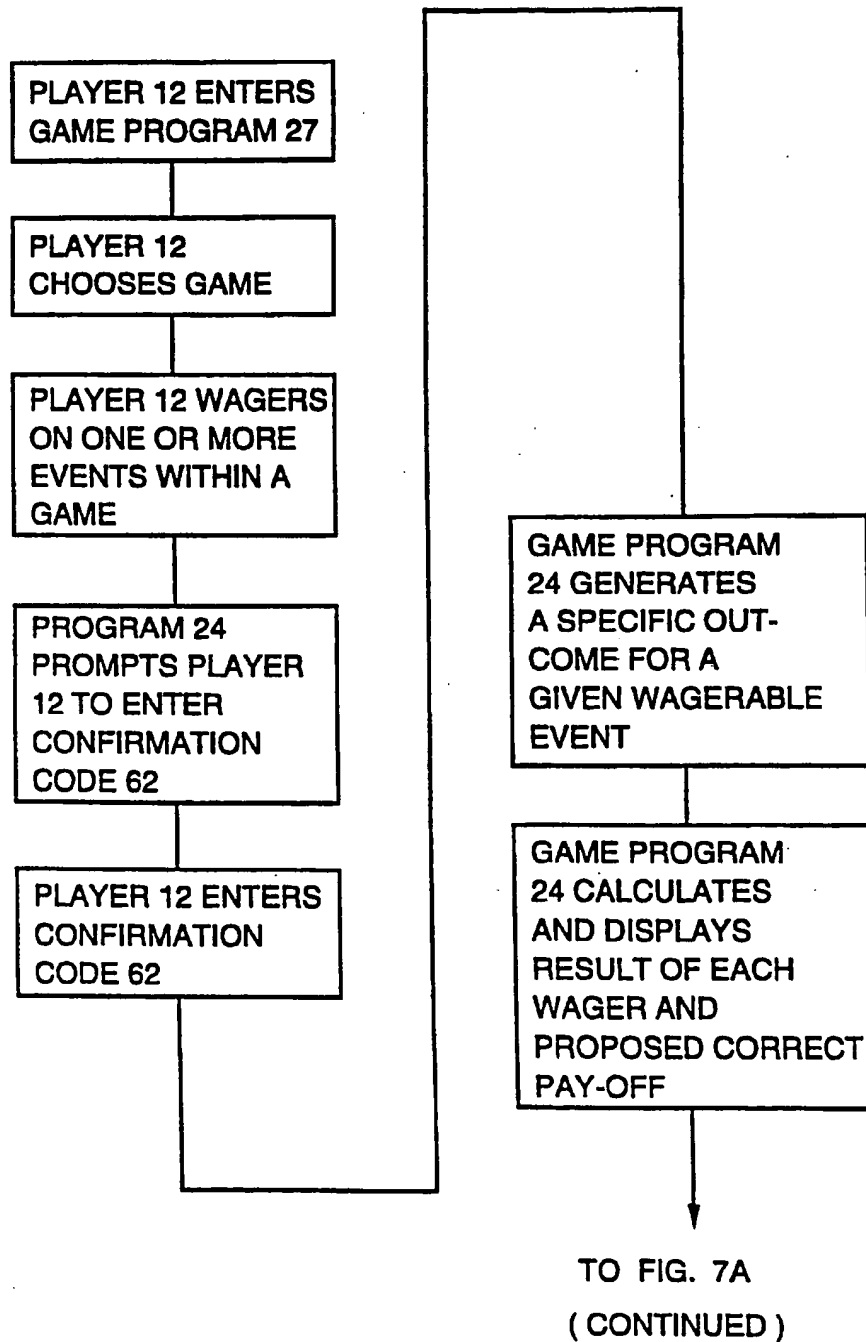 PLAYER 12 ENTERS
GAME PROGRAM 27
PLAYER 12
CHOOSES GAME
PLAYER 12 WAGERS
ON ONE OR MORE
EVENTS WITHIN A
GAME
PROGRAM 24
PROMPTS PLAYER
12 TO ENTER
CONFIRMATION
CODE 62
PLAYER 12 ENTERS
CONFIRMATION
CODE 62
GAME PROGRAM
24 GENERATES
A SPECIFIC OUT-
COME FOR A
GIVEN WAGERABLE
EVENT
GAME PROGRAM
24 CALCULATES
AND DISPLAYS
RESULT OF EACH
WAGER AND
PROPOSED CORRECT
PAY-OFF
TO FIG. 7A
( CONTINUED )